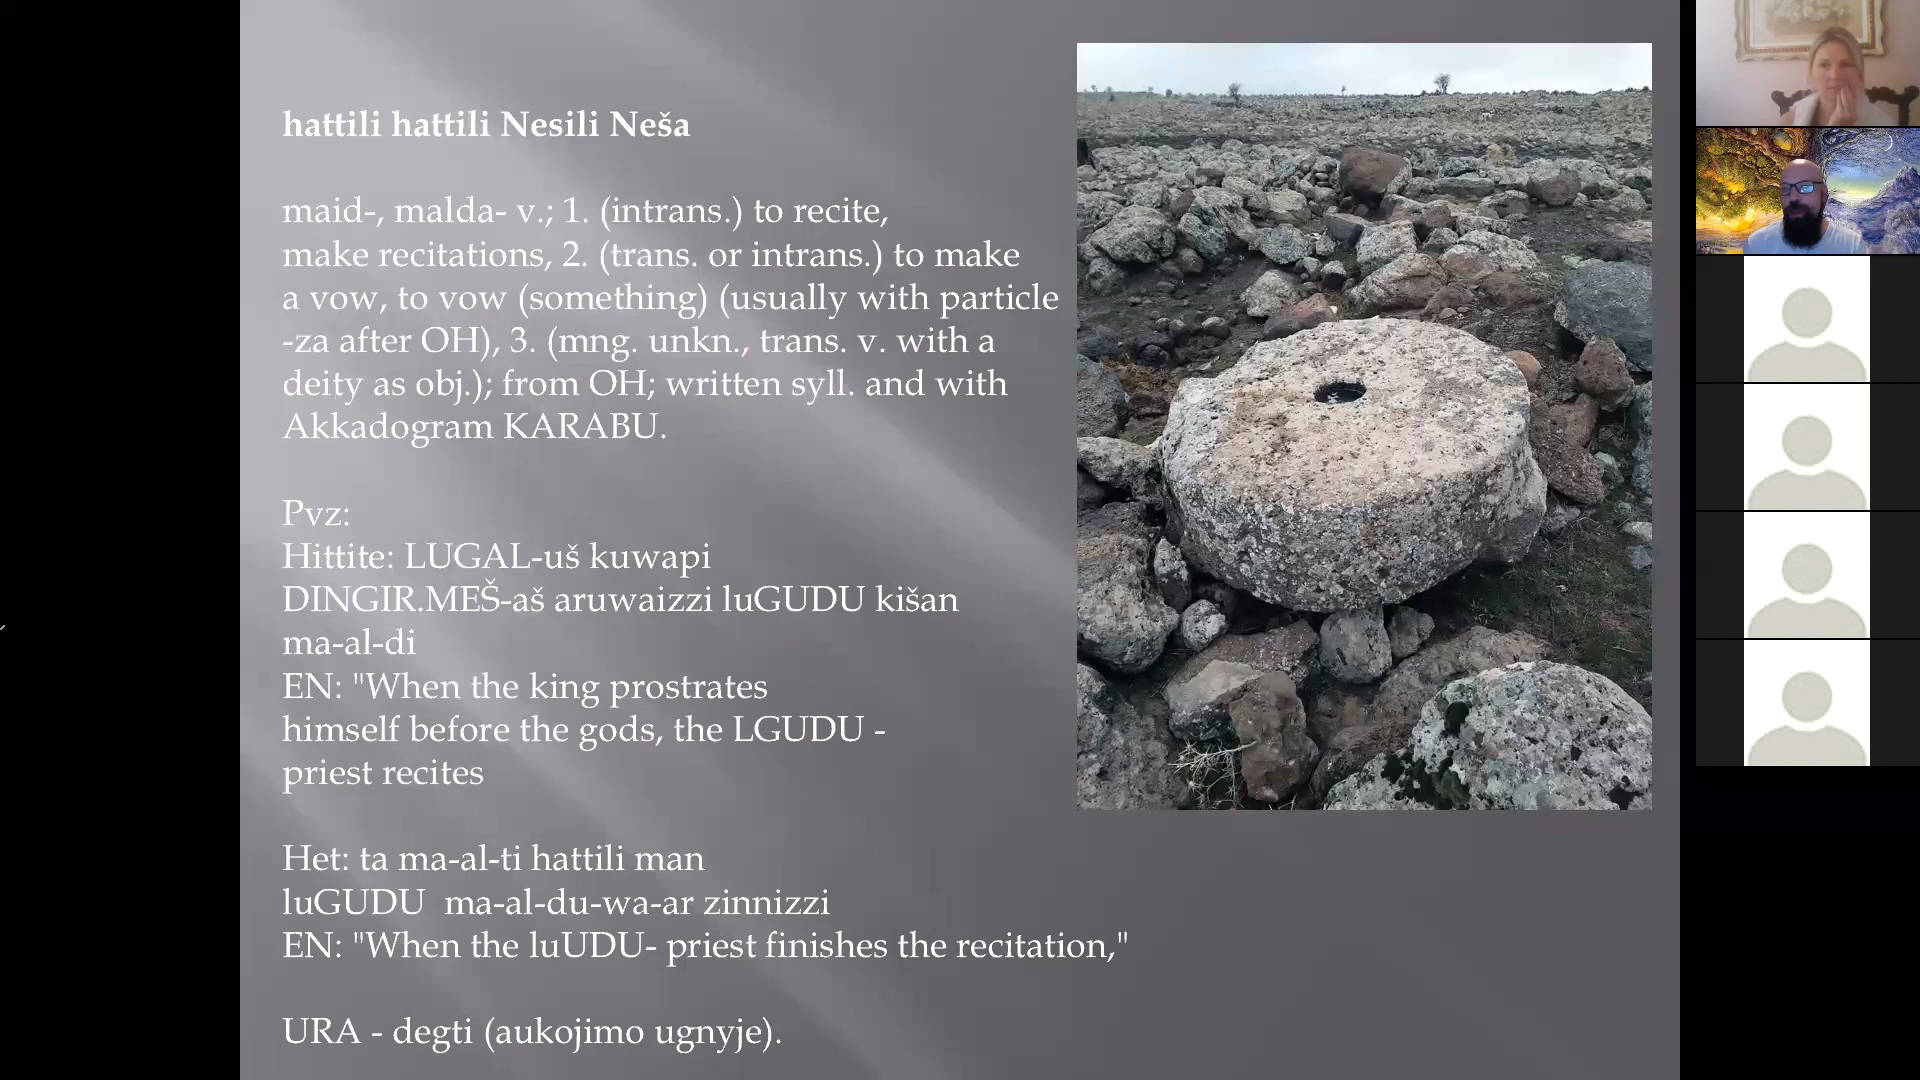 hattili hattili Nesili Neša
maid-, malda- v.; 1. (intrans.) to recite,
make recitations, 2. (trans. or intrans.) to make
a vow, to vow (something) (usually with particle
-za after OH), 3. (mng. unkn., trans. v. with a
deity as obj.); from OH; written syll. and with
Akkadogram KARABU.
Pvz:
Hittite: LUGAL-uš kuwapi
DINGIR.MEŠ-aš aruwaizzi luGUDU kišan
ma-al-di
EN: "When the king prostrates
himself before the gods, the LGUDU -
priest recites
Het: ta ma-al-ti hattili man
luGUDU  ma-al-du-wa-ar zinnizzi
EN: "When the luUDU- priest finishes the recitation,"
URA - degti (aukojimo ugnyje).